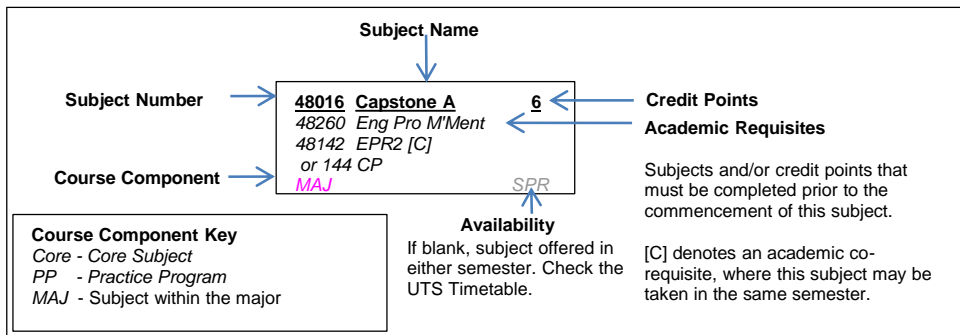 Subject Name
Subject Number
48016 Capstone A 6
48260 Eng Pro M'Ment
48142 EPR2 [C]
or 144 CP
MAJ SPR
Credit Points
Academic Requisites
Course Component
Subjects and/or credit points that
must be completed prior to the
commencement of this subject.
[C] denotes an academic co-
requisite, where this subject may be
taken in the same semester.
Availability
If blank, subject offered in
either semester. Check the
UTS Timetable.
Course Component Key
Core - Core Subject
PP - Practice Program
MAJ - Subject within the major